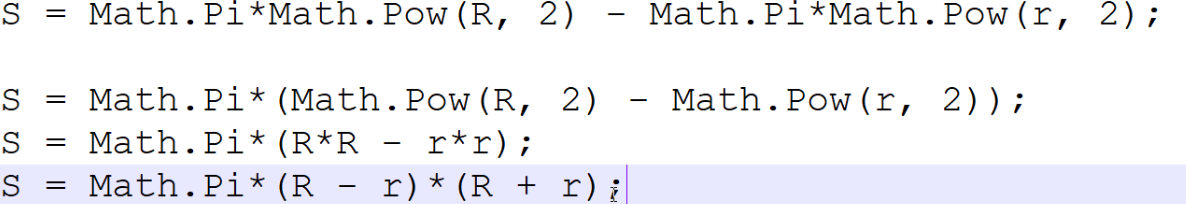 S = Math.Pi*Math.Pow(R, 2) - Math.Pi*Math.Pow(r, 2);
S = Math.Pi*(Math.Pow(R, 2) - Math.Pow(r, 2));
S = Math.Pi*(R*R - r*r);
S = Math.Pi*(R - r)*(R + r);